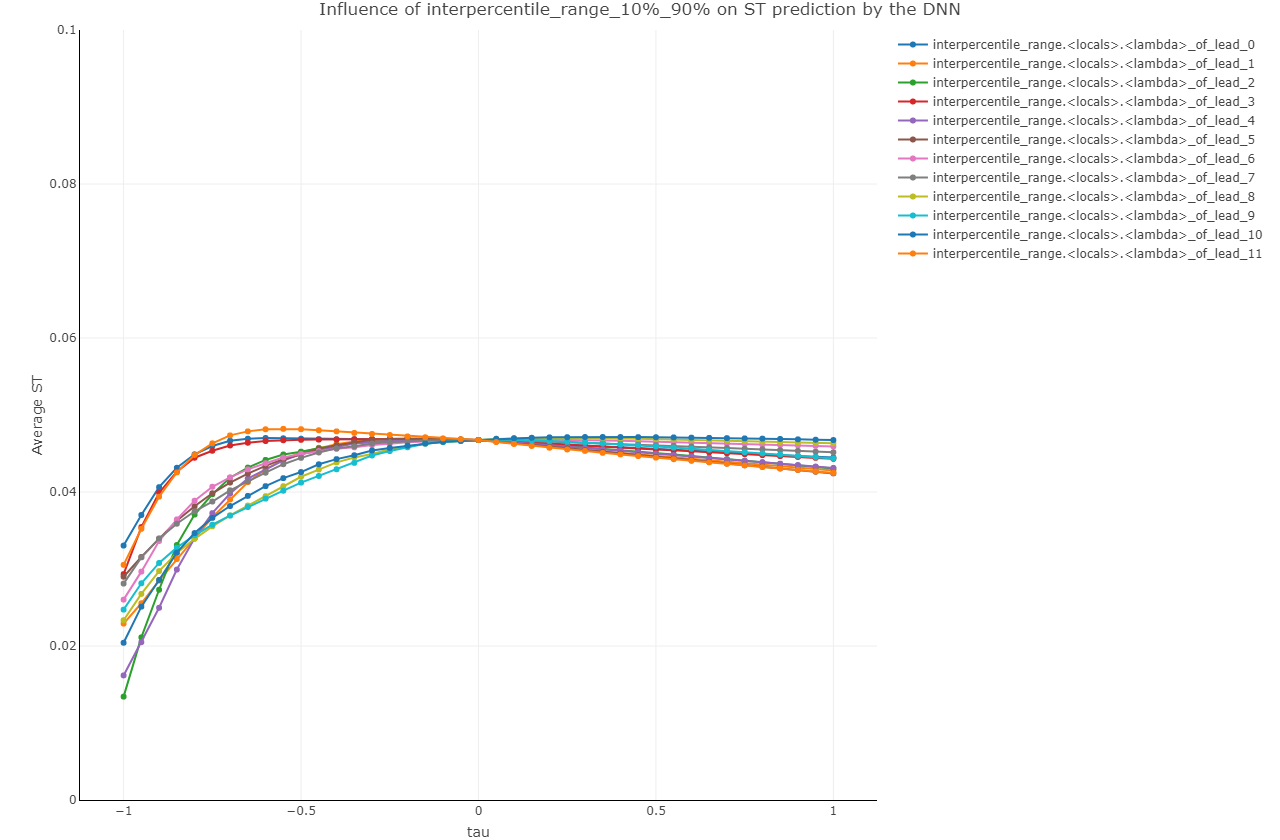 Influence of interpercentile_range_10%_90% on ST prediction by the DNN
0.1
0.08
0.06
0.04
0.02
0
Average ST
−1
−0.5
0
0.5
1
tau
interpercentile_range.<locals>.<lambda>_of_lead_0
interpercentile_range.<locals>.<lambda>_of_lead_1
interpercentile_range.<locals>.<lambda>_of_lead_2
interpercentile_range.<locals>.<lambda>_of_lead_3
interpercentile_range.<locals>.<lambda>_of_lead_4
interpercentile_range.<locals>.<lambda>_of_lead_5
interpercentile_range.<locals>.<lambda>_of_lead_6
interpercentile_range.<locals>.<lambda>_of_lead_7
interpercentile_range.<locals>.<lambda>_of_lead_8
interpercentile_range.<locals>.<lambda>_of_lead_9
interpercentile_range.<locals>.<lambda>_of_lead_10
interpercentile_range.<locals>.<lambda>_of_lead_11